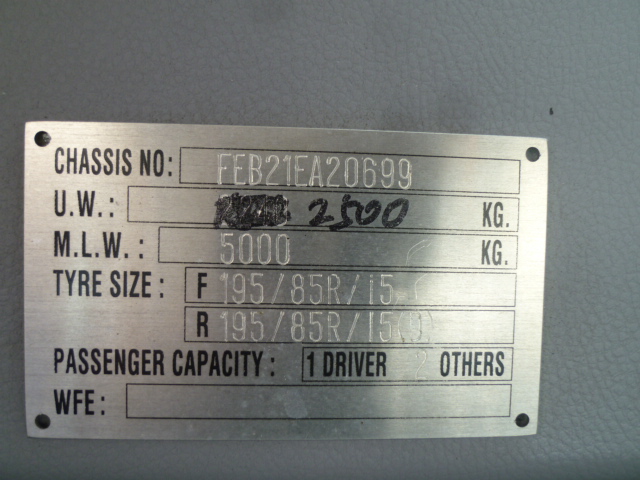 CHASSIS NO: FEB21EA20699
U.W.: 2500 KG.
M.L.W.: 5000 KG.
TYRE SIZE: F 195/85R/15
R 195/85R/15
PASSENGER CAPACITY: 1 DRIVER 2 OTHERS
WFE: